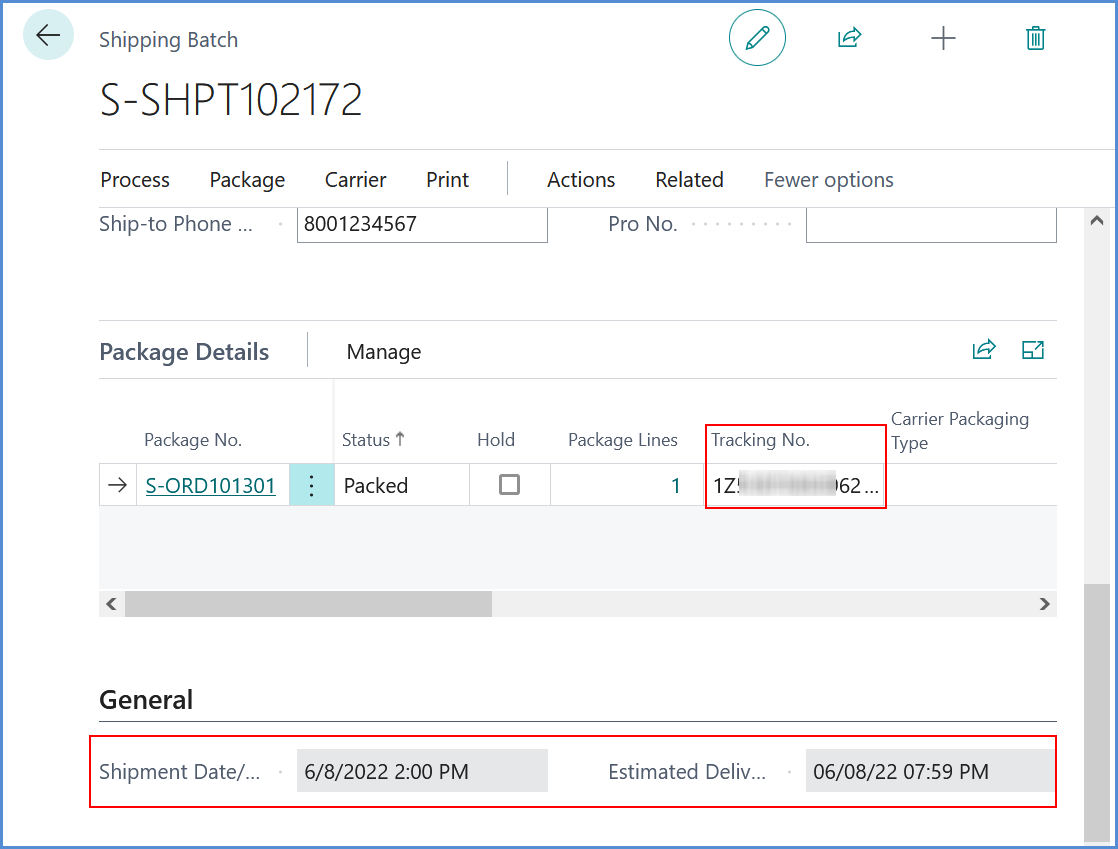 Shipping Batch
S-SHPT102172
Process Package Carrier Print Actions Related Fewer options
Ship-to Phone ... 8001234567 Pro No.
Package Details Manage
Package No. Status ↑ Hold Package Lines Tracking No. Carrier Packaging
Type
→ S-ORD101301 ⋮ Packed 1 1Z 62 ...
General
Shipment Date/... 6/8/2022 2:00 PM Estimated Deliv... 06/08/22 07:59 PM